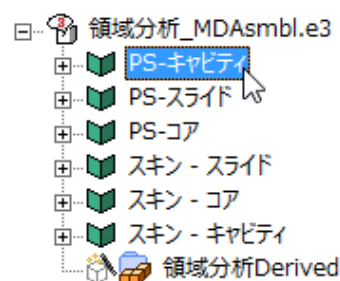 領域分析_MDAsmbl.e3
PS-キャビティ
PS-スライド
PS-コア
スキン - スライド
スキン - コア
スキン - キャビティ
領域分析Derived